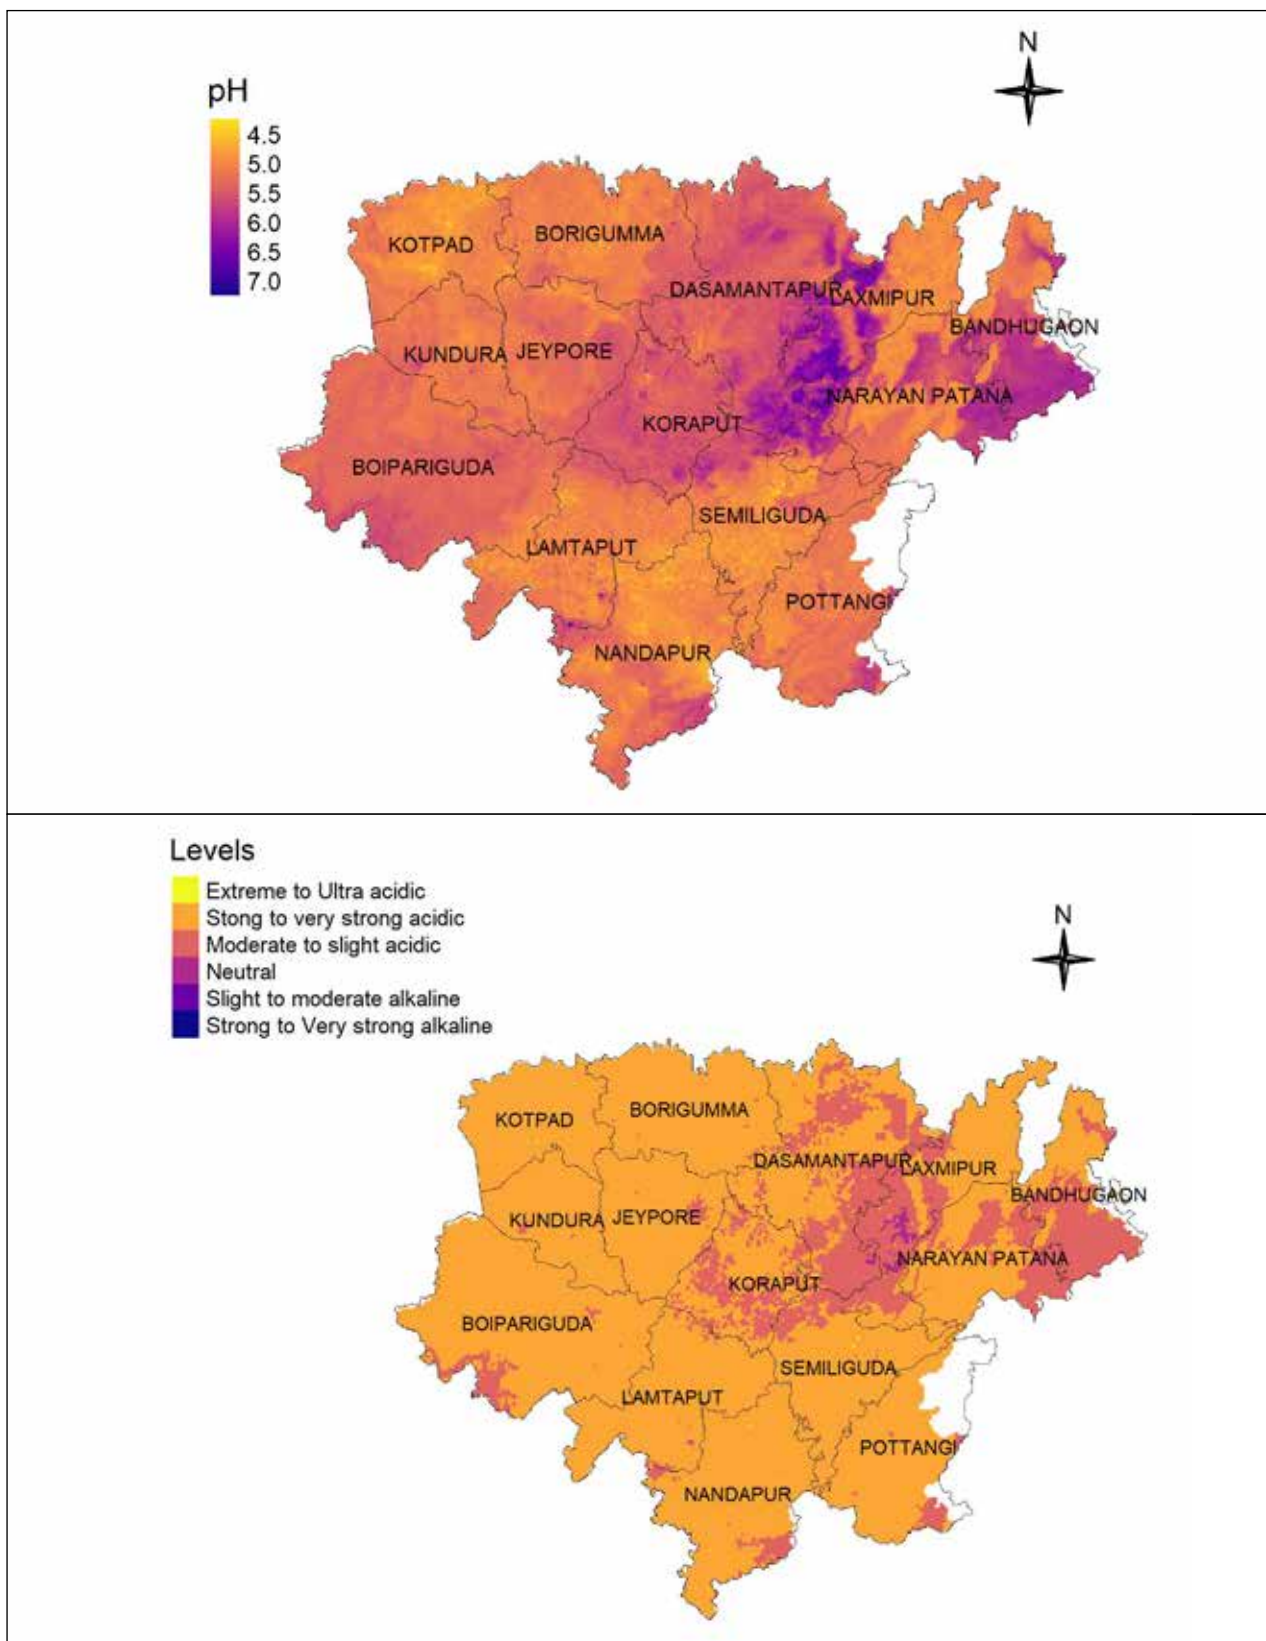 N
pH
4.5
5.0
5.5
6.0
6.5
7.0
KOTPAD
BORIGUMMA
DASAMANTAPUR
LAXMIPUR
BANDHUGAON
KUNDURA
JEYPORE
NARAYAN PATANA
KORAPUT
BOIPARIGUDA
SEMILIGUDA
LAMTAPUT
POTTANGI
NANDAPUR
Levels
Extreme to Ultra acidic
Stong to very strong acidic
Moderate to slight acidic
Neutral
Slight to moderate alkaline
Strong to Very strong alkaline
N
KOTPAD
BORIGUMMA
DASAMANTAPUR
LAXMIPUR
BANDHUGAON
KUNDURA
JEYPORE
NARAYAN PATANA
KORAPUT
BOIPARIGUDA
SEMILIGUDA
LAMTAPUT
POTTANGI
NANDAPUR